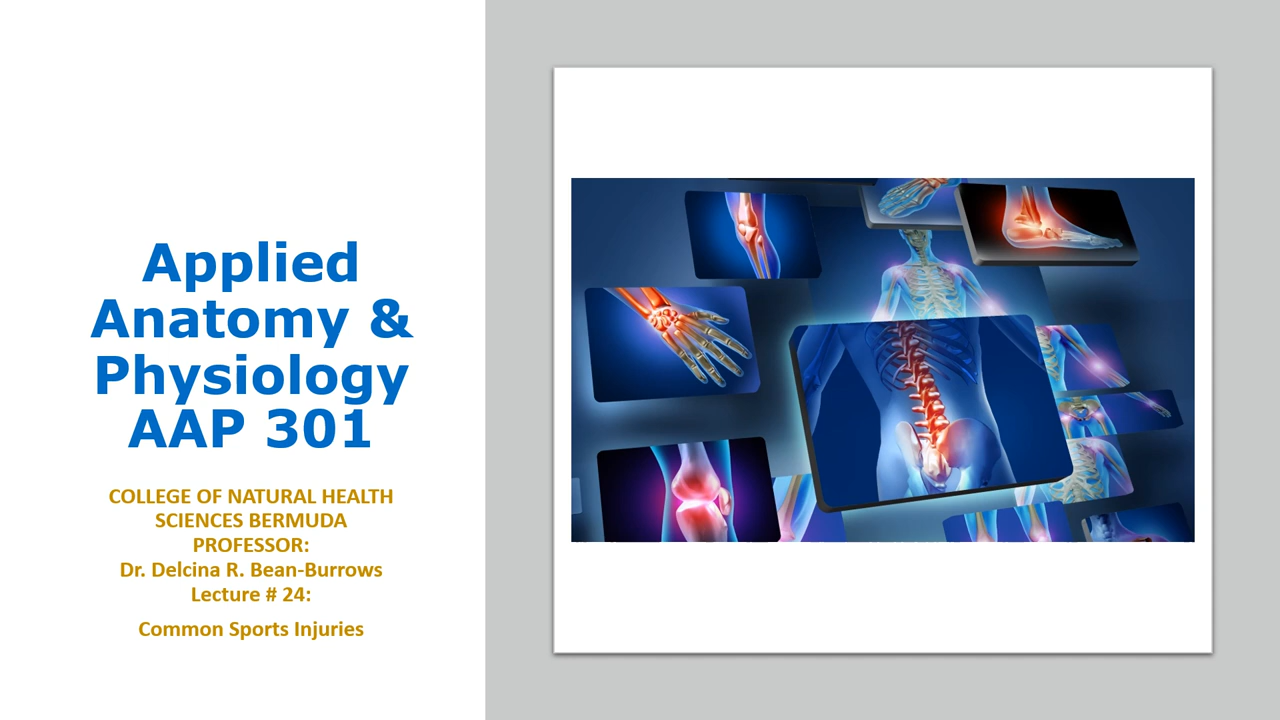 Applied
Anatomy &
Physiology
AAP 301
COLLEGE OF NATURAL HEALTH
SCIENCES BERMUDA
PROFESSOR:
Dr. Delcina R. Bean-Burrows
Lecture # 24:
Common Sports Injuries